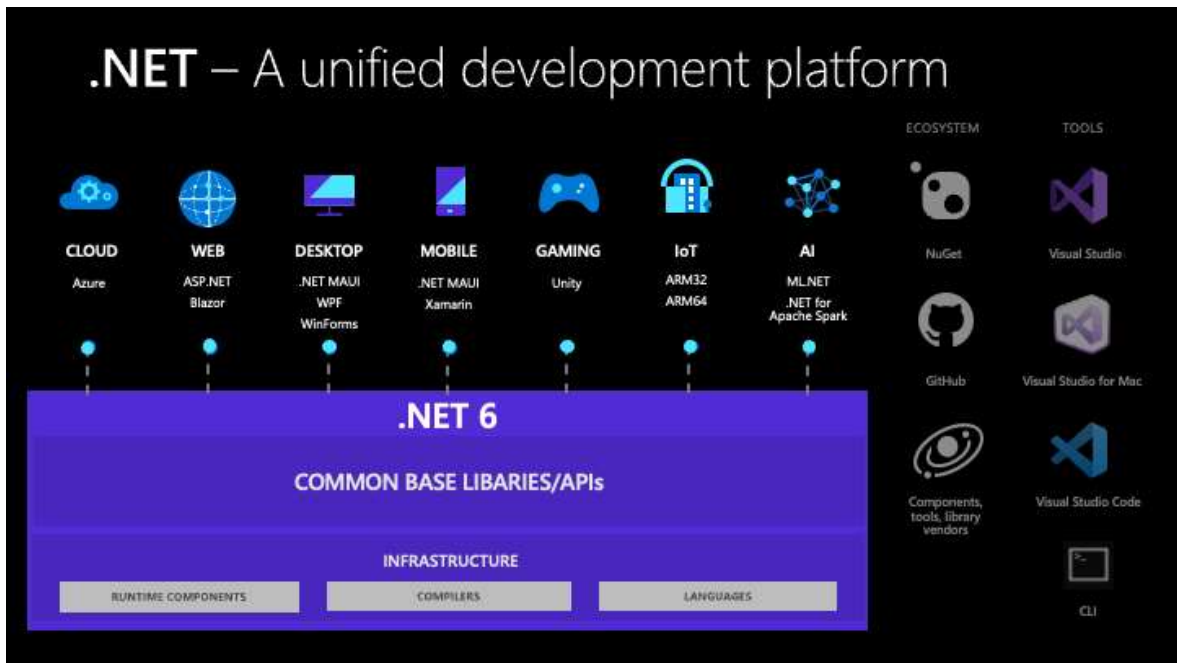 .NET – A unified development platform
ECOSYSTEM
TOOLS
CLOUD
Azure
WEB
ASP.NET
Blazor
DESKTOP
.NET MAUI
WPF
WinForms
MOBILE
.NET MAUI
Xamarin
GAMING
Unity
IoT
ARM32
ARM64
AI
ML.NET
.NET for
Apache Spark
NuGet
Visual Studio
GitHub
Visual Studio for Mac
Components,
tools, library
vendors
Visual Studio Code
CLI
.NET 6
COMMON BASE LIBARIES/APIs
INFRASTRUCTURE
RUNTIME COMPONENTS
COMPILERS
LANGUAGES